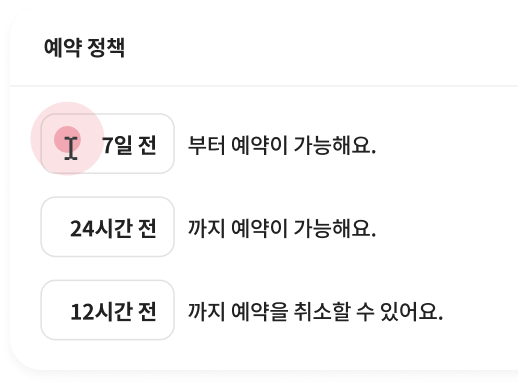 예약 정책
7일 전 부터 예약이 가능해요.
24시간 전 까지 예약이 가능해요.
12시간 전 까지 예약을 취소할 수 있어요.